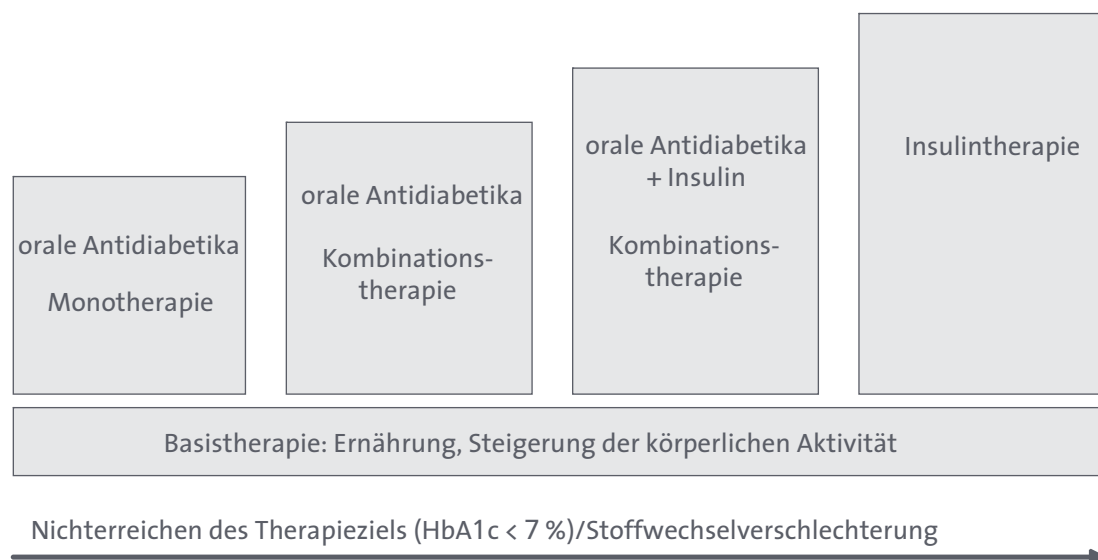 orale Antidiabetika
Monotherapie
orale Antidiabetika
Kombinations-
therapie
orale Antidiabetika
+ Insulin
Kombinations-
therapie
Insulintherapie
Basistherapie: Ernährung, Steigerung der körperlichen Aktivität
Nichterreichen des Therapieziels (HbA1c < 7 %)/Stoffwechselverschlechterung